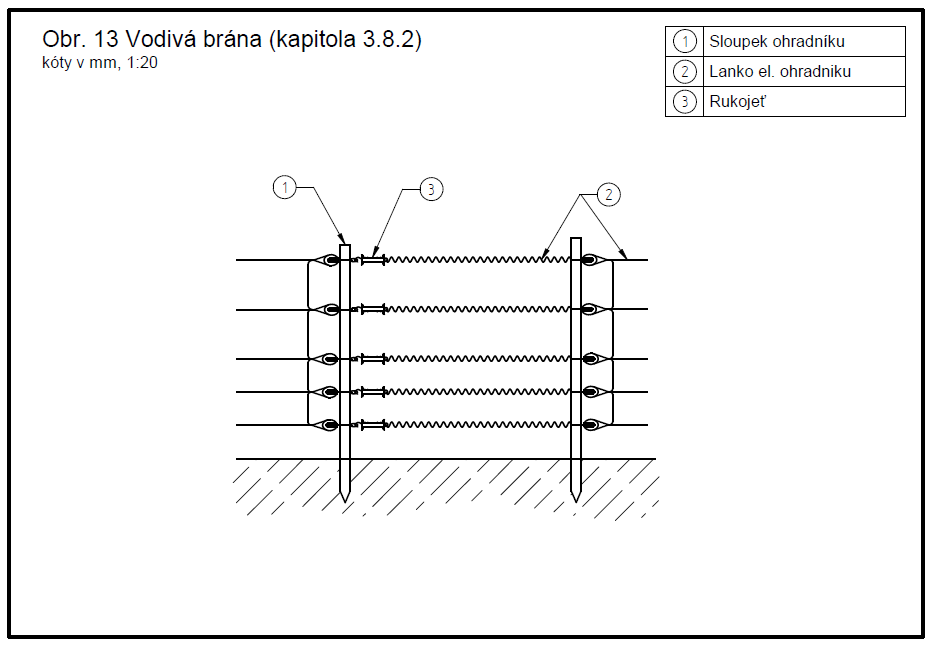 Obr. 13 Vodivá brána (kapitola 3.8.2)
kóty v mm, 1:20
1 Sloupek ohradníku
2 Lanko el. ohradniku
3 Rukojeť
1
3
2